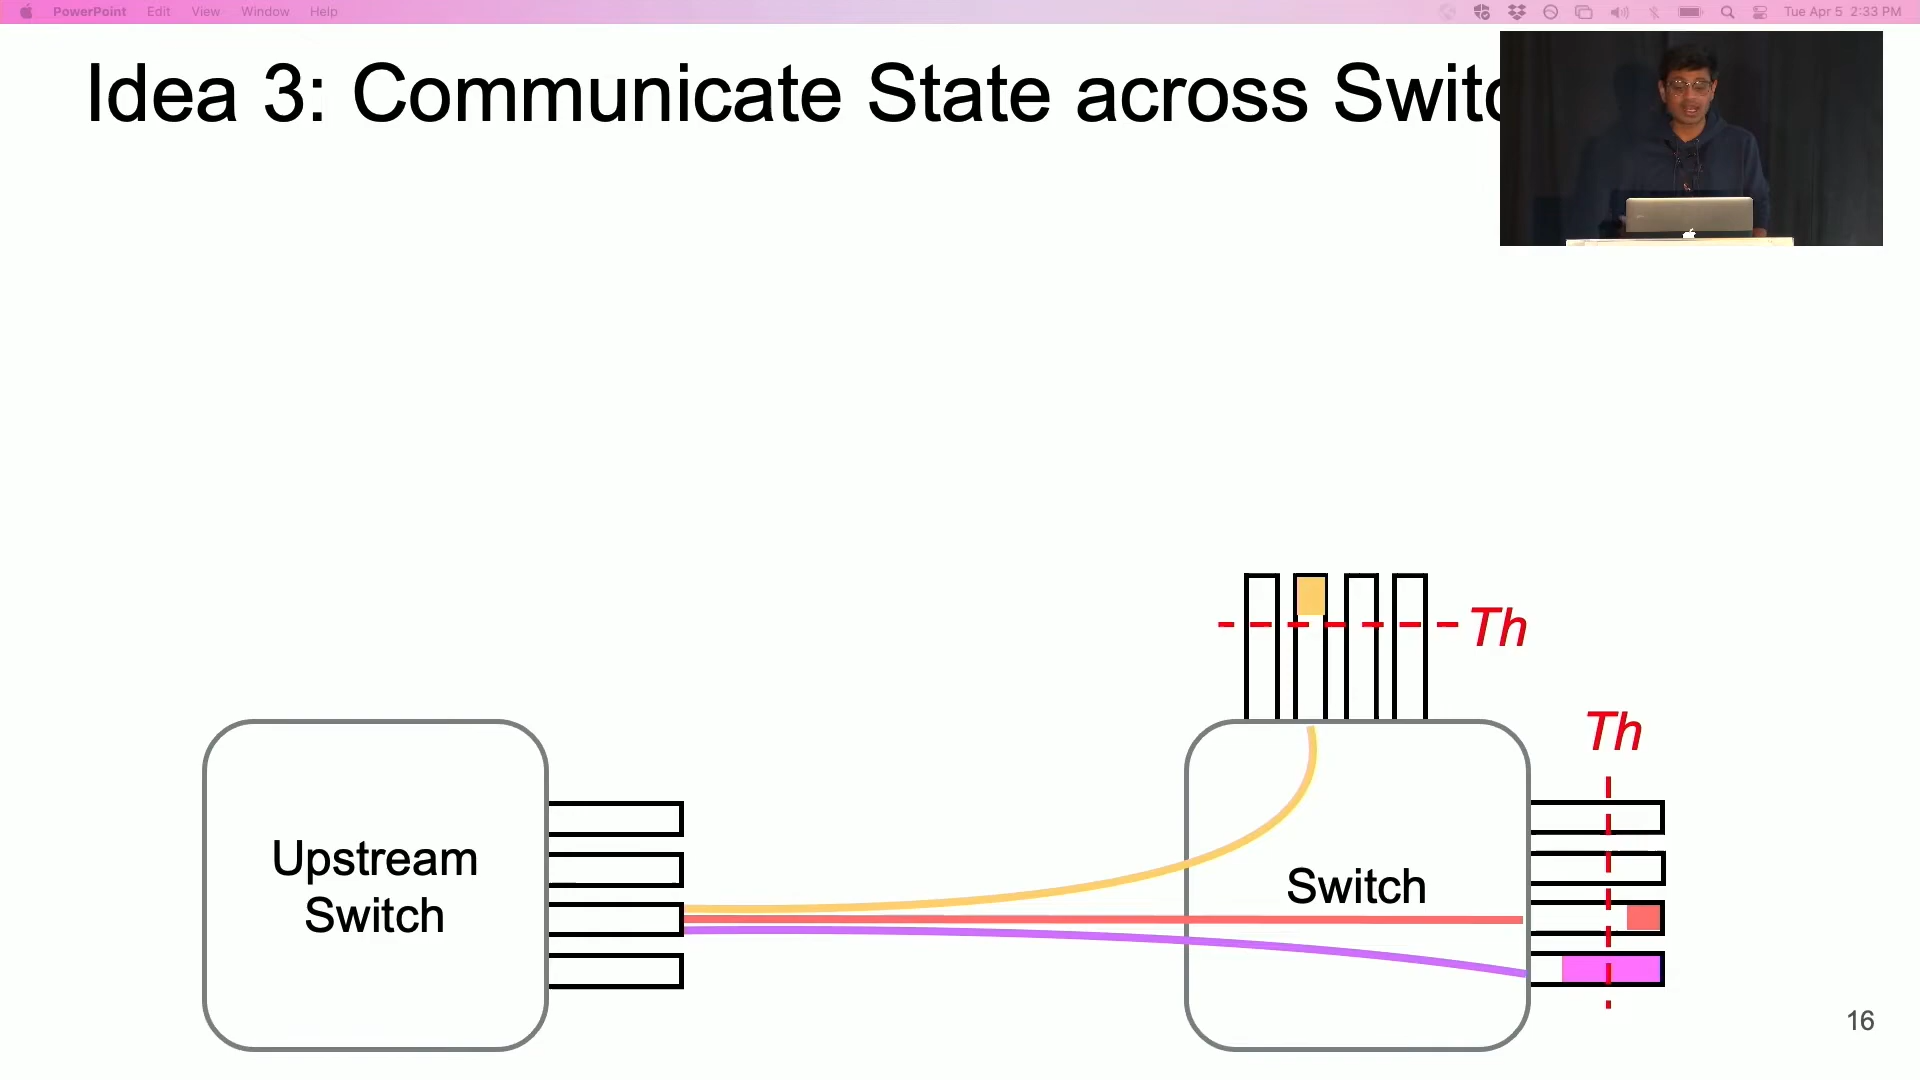 PowerPoint Edit View Window Help
Tue Apr 5 2:33 PM
Idea 3: Communicate State across Switc
Th
Th
Upstream
Switch
Switch
16